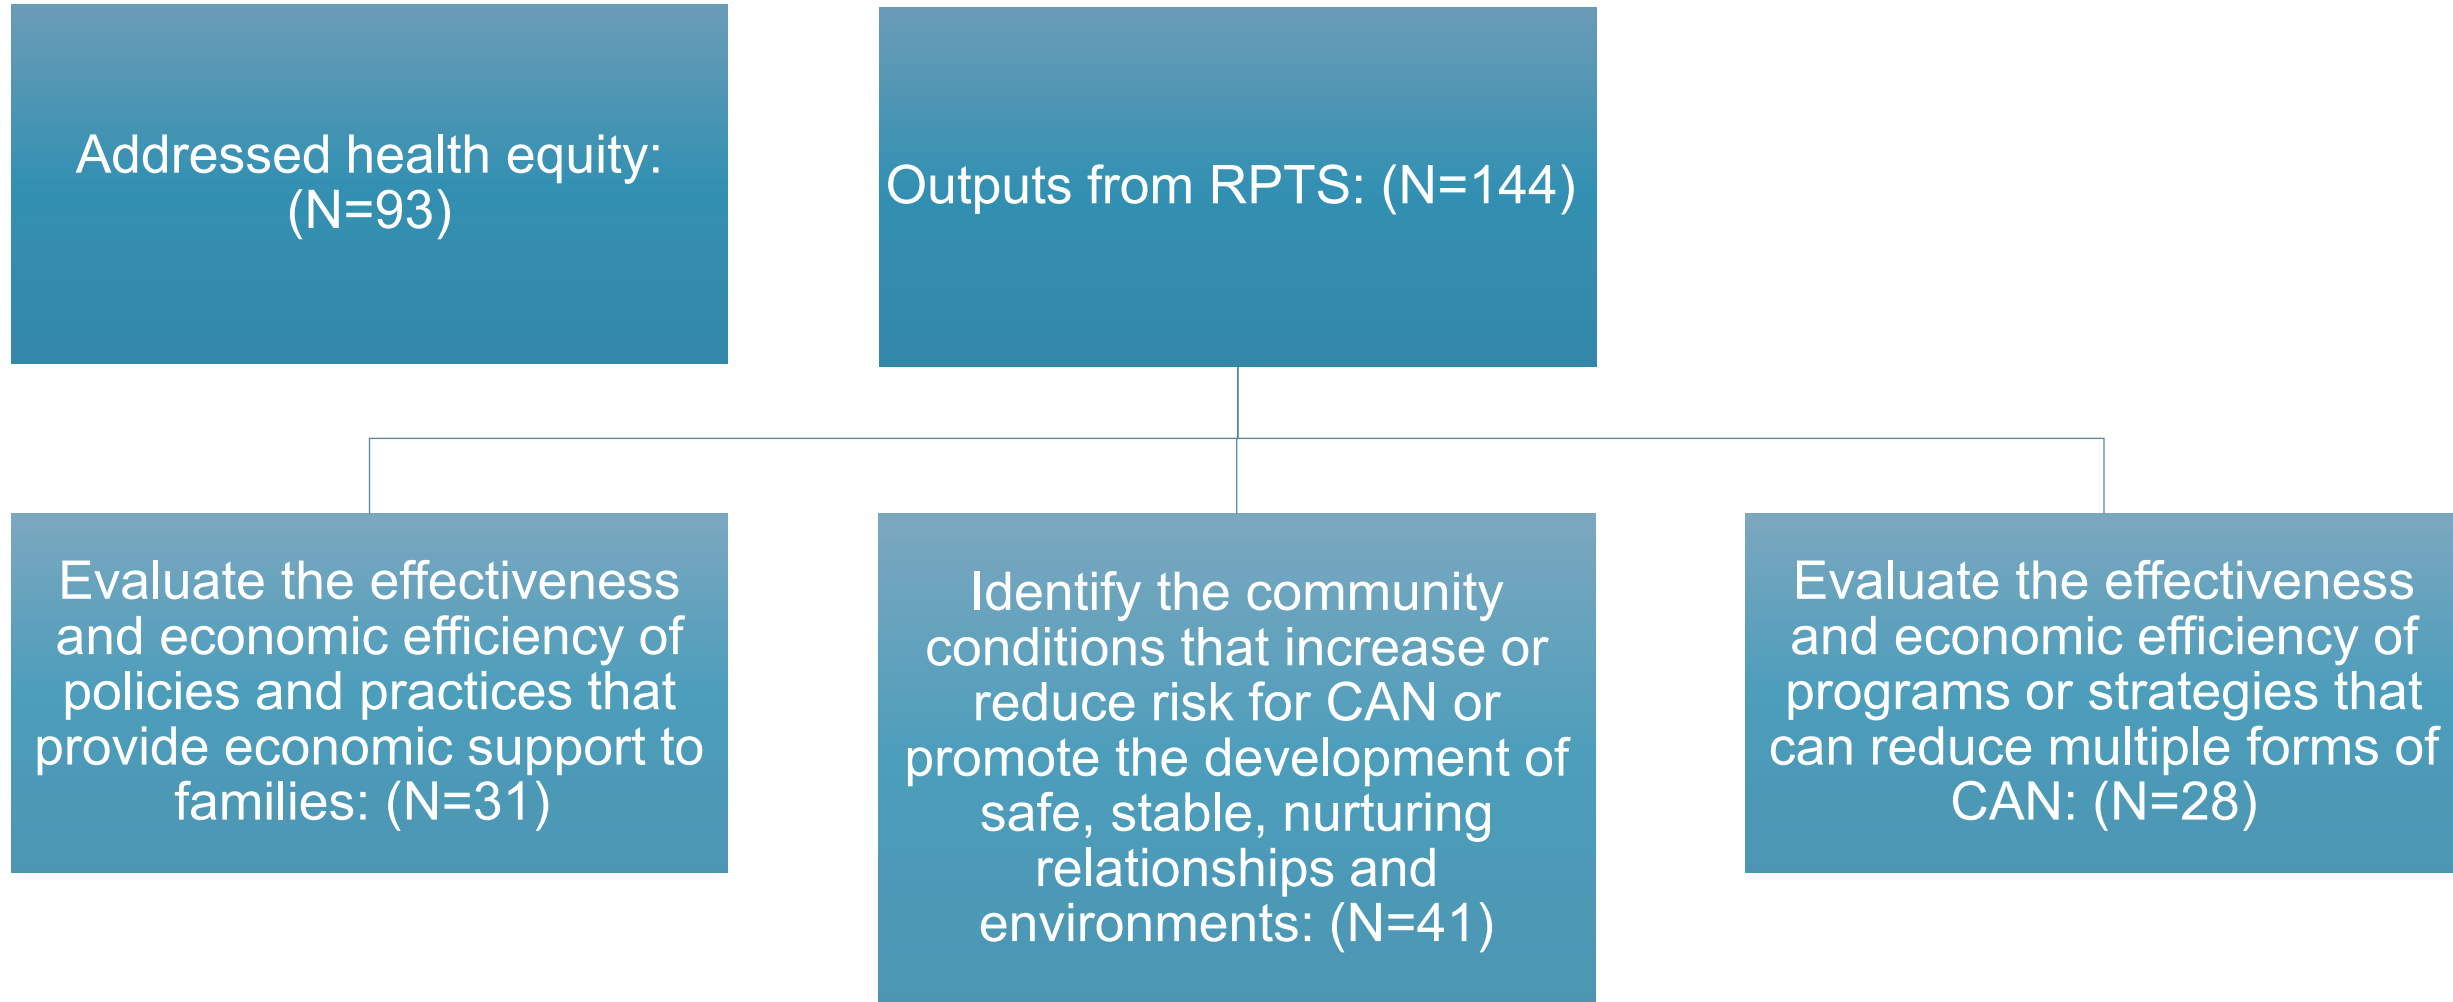 Addressed health equity:
(N=93)
Outputs from RPTS: (N=144)
Evaluate the effectiveness
and economic efficiency of
policies and practices that
provide economic support to
families: (N=31)
Identify the community
conditions that increase or
reduce risk for CAN or
promote the development of
safe, stable, nurturing
relationships and
environments: (N=41)
Evaluate the effectiveness
and economic efficiency of
programs or strategies that
can reduce multiple forms of
CAN: (N=28)